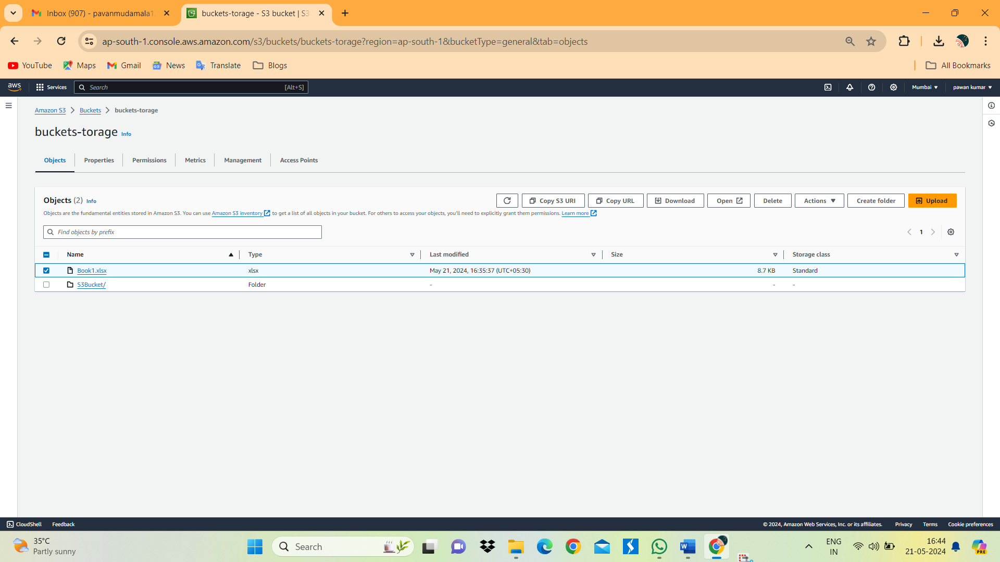 Inbox (907) - pavanmudamala1
buckets-torage - S3 bucket | S3
ap-south-1.console.aws.amazon.com/s3/buckets/buckets-torage?region=ap-south-1&bucketType=general&tab=objects
YouTube Maps Gmail News Translate Blogs All Bookmarks
aws Services Search [Alt+S] Mumbai pawan kumar
Amazon S3 Buckets buckets-torage
buckets-torage Info
Objects Properties Permissions Metrics Management Access Points
Objects (2) Info Copy S3 URI Copy URL Download Open Delete Actions Create folder Upload
Objects are the fundamental entities stored in Amazon S3. You can use Amazon S3 inventory to get a list of all objects in your bucket. For others to access your objects, you'll need to explicitly grant them permissions. Learn more
Find objects by prefix 1
Name Type Last modified Size Storage class
Book1.xlsx xlsx May 21, 2024, 16:35:37 (UTC+05:30) 8.7 KB Standard
S3Bucket/ Folder - - -
CloudShell Feedback © 2024, Amazon Web Services, Inc. or its affiliates. Privacy Terms Cookie preferences
35°C
Partly sunny
Search
ENG
IN
16:44
21-05-2024
PRE